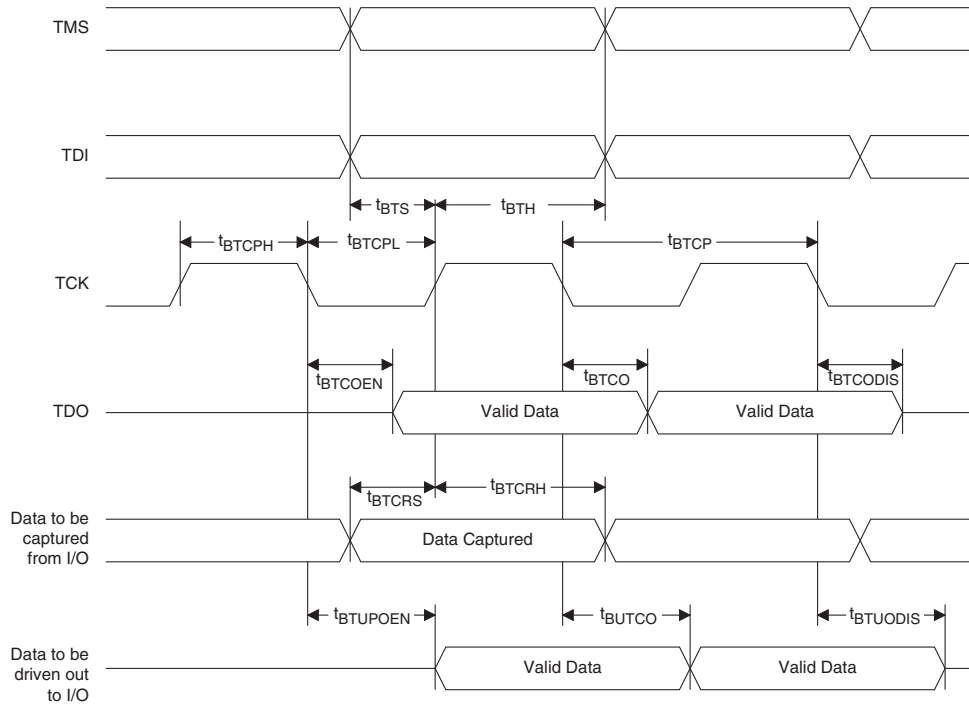 TMS
TDI
tBTS
tBTH
tBTCPH
tBTCPL
tBTCP
TCK
tBTCOEN
tBTCO
tBTCODIS
TDO
Valid Data
Valid Data
tBTCRS
tBTCRH
Data to be
captured
from I/O
Data Captured
tBTUPOEN
tBUTCO
tBTUODIS
Data to be
driven out
to I/O
Valid Data
Valid Data